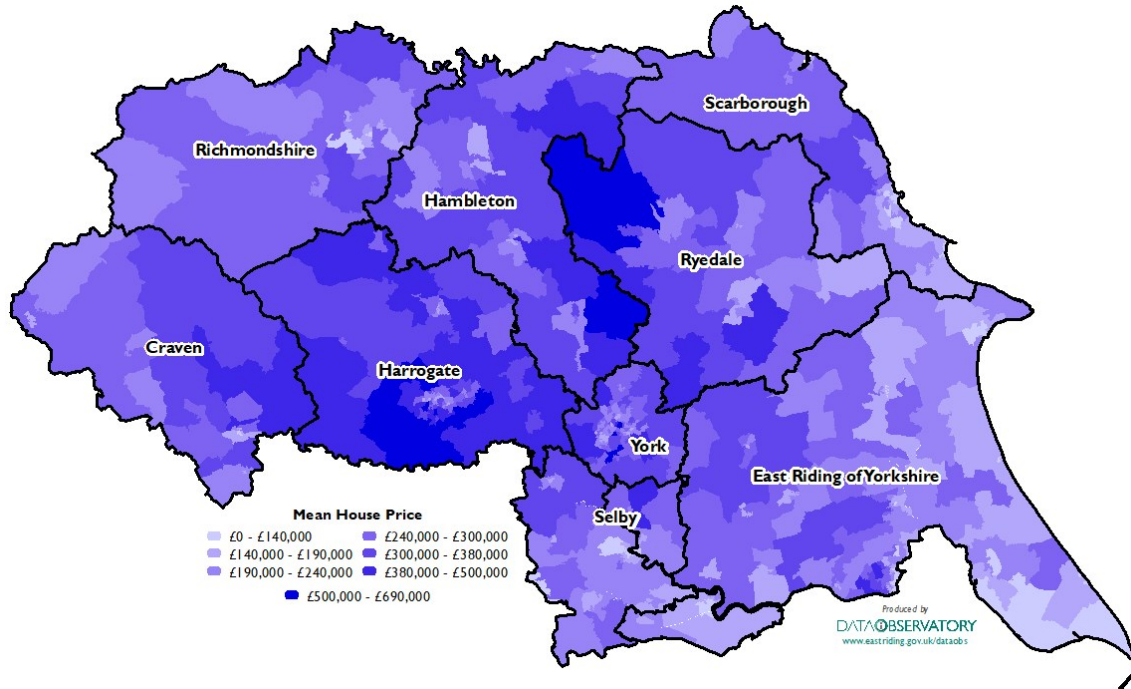 Scarborough
Richmondshire
Hambleton
Ryedale
Craven
Harrogate
York
East Riding of Yorkshire
Selby
Mean House Price
£0 - £140,000
£240,000 - £300,000
£140,000 - £190,000
£300,000 - £380,000
£190,000 - £240,000
£380,000 - £500,000
£500,000 - £690,000
Produced by
DATA OBSERVATORY
www.eastriding.gov.uk/dataobs